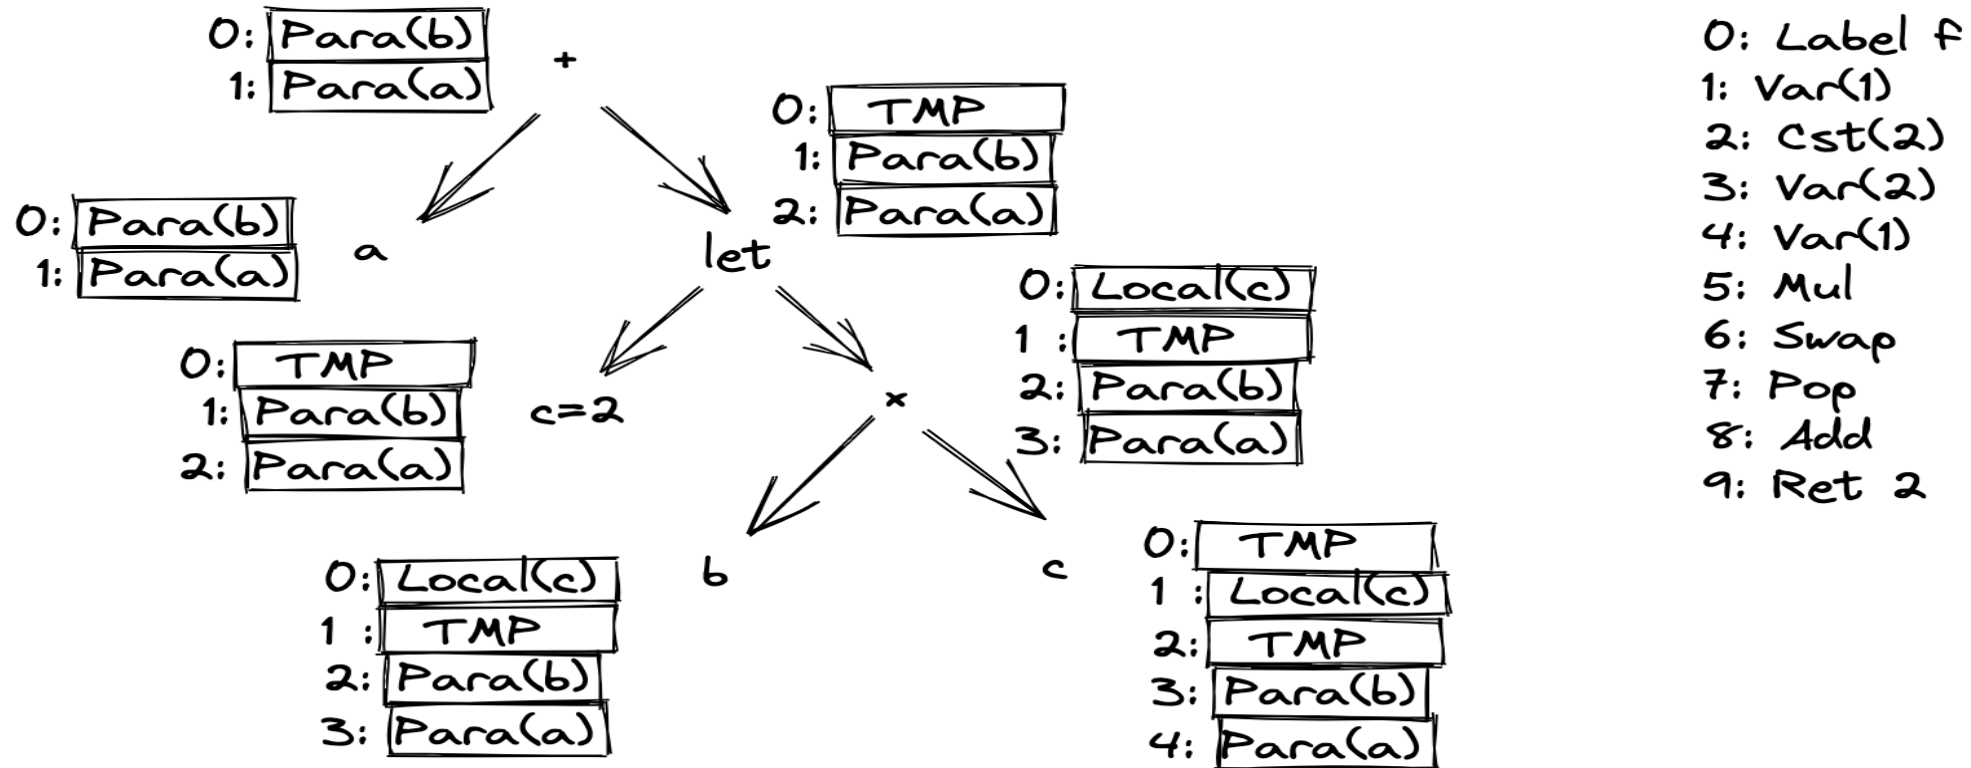 0: Para(b)
1: Para(a)
+
0: TMP
1: Para(b)
2: Para(a)
0: Para(b)
1: Para(a)
a
let
0: Local(c)
1 : TMP
2: Para(b)
3: Para(a)
0: TMP
1: Para(b)
2: Para(a)
c=2
×
0: Local(c)
1 : TMP
2: Para(b)
3: Para(a)
b
c
0: TMP
1 : Local(c)
2: TMP
3: Para(b)
4: Para(a)
0: Label f
1: Var(1)
2: Cst(2)
3: Var(2)
4: Var(1)
5: Mul
6: Swap
7: Pop
8: Add
9: Ret 2